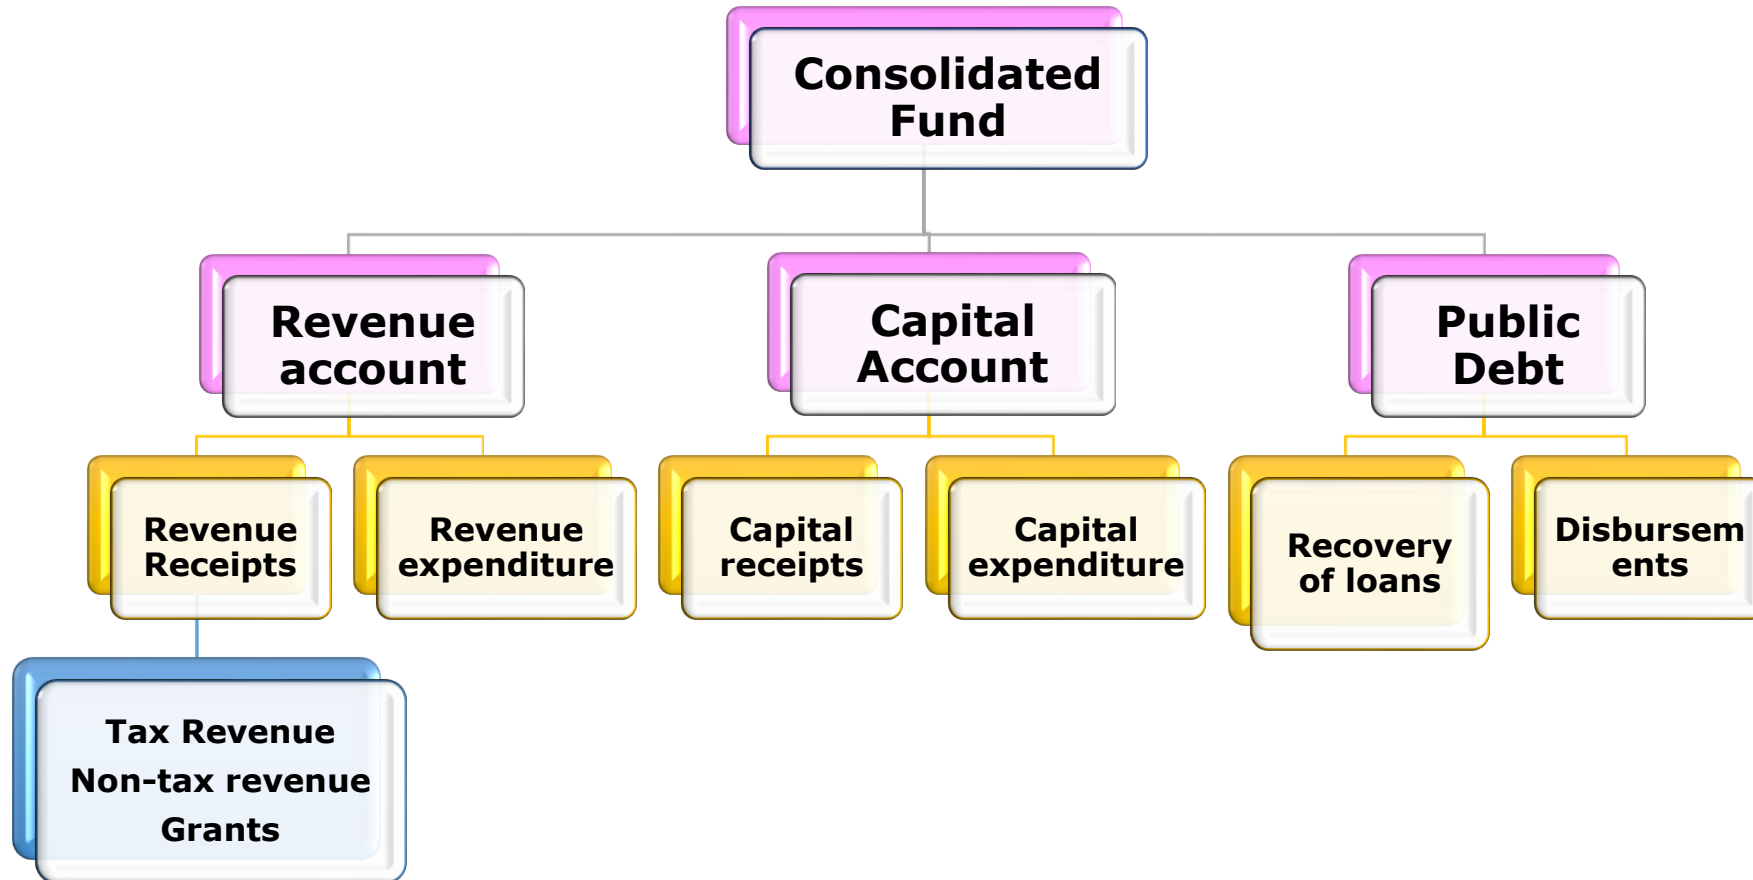 Consolidated
Fund
Revenue
account
Capital
Account
Public
Debt
Revenue
Receipts
Revenue
expenditure
Capital
receipts
Capital
expenditure
Recovery
of loans
Disbursem
ents
Tax Revenue
Non-tax revenue
Grants